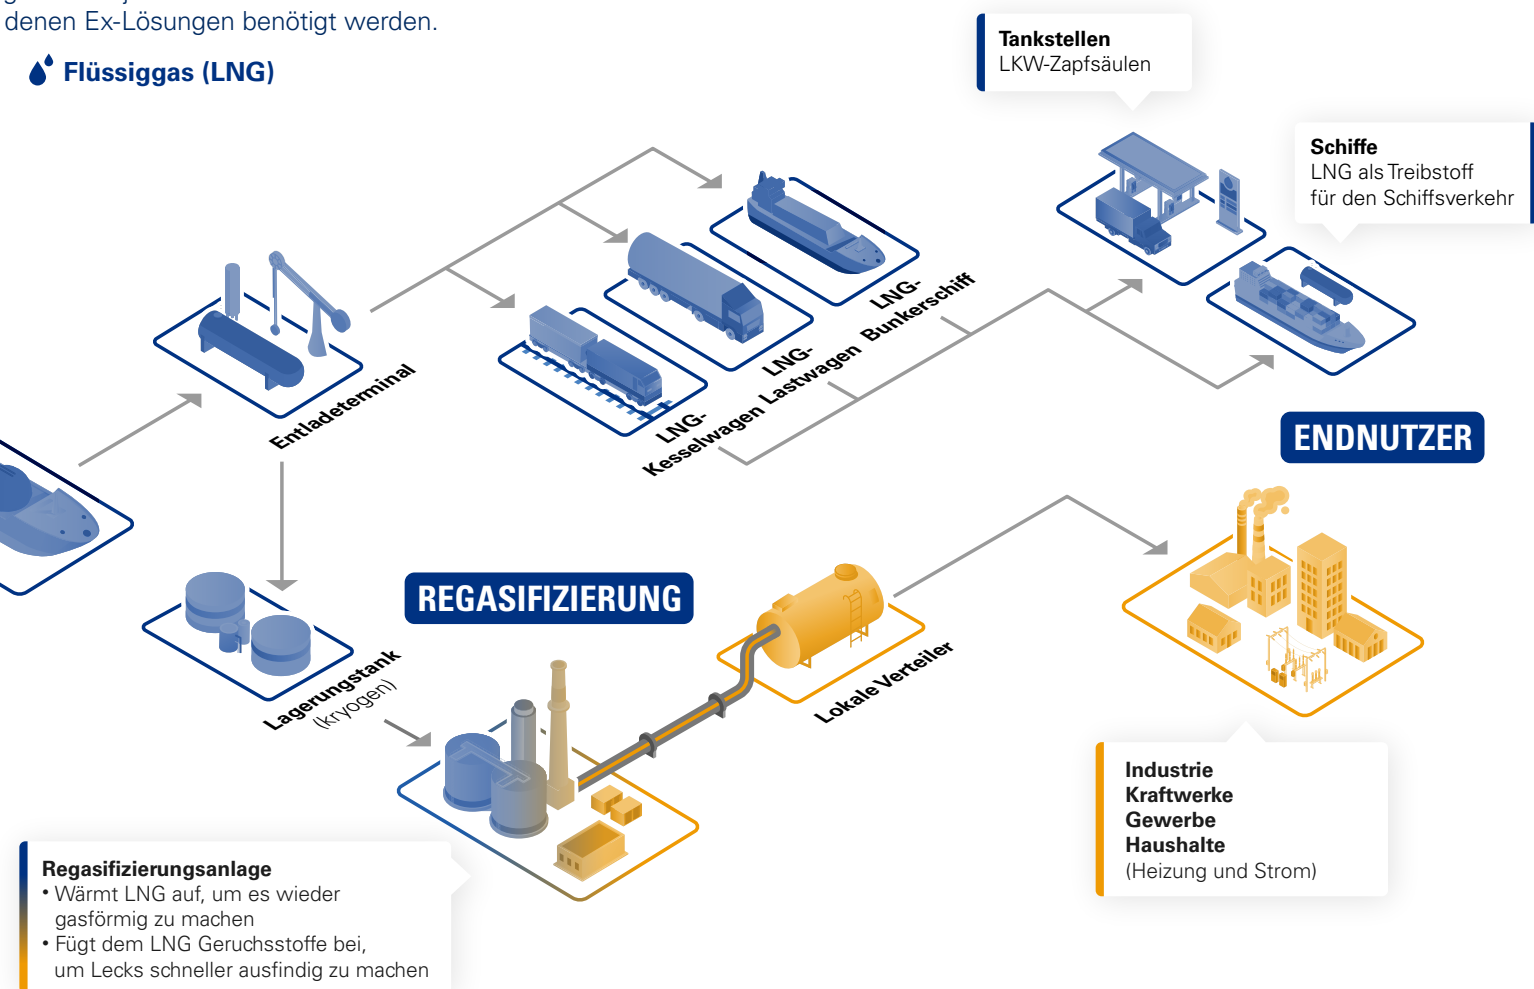 denen Ex-Lösungen benötigt werden.
Flüssiggas (LNG)
Tankstellen
LKW-Zapfsäulen
Schiffe
LNG als Treibstoff
für den Schiffsverkehr
Entladeterminal
LNG-
Kesselwagen
LNG-
Lastwagen
LNG-
Bunkerschiff
ENDNUTZER
REGASIFIZIERUNG
Lagerungstank
(kryogen)
Lokale Verteiler
Industrie
Kraftwerke
Gewerbe
Haushalte
(Heizung und Strom)
Regasifizierungsanlage
• Wärmt LNG auf, um es wieder
gasförmig zu machen
• Fügt dem LNG Geruchsstoffe bei,
um Lecks schneller ausfindig zu machen